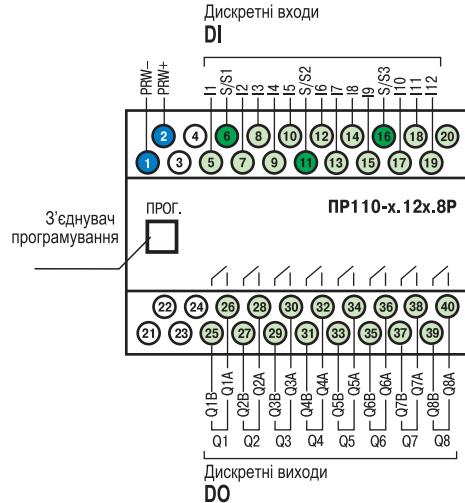 Дискретні входи
DI
PRW-
PRW+
I1
S/S1
I2
I3
I4
I5
S/S2
I6
I7
I8
I9
S/S3
I10
I11
I12
2 4 6 8 10 12 14 16 18 20
1 3 5 7 9 11 13 15 17 19
ПРОГ.
ПР110-х.12х.8Р
З'єднувач
програмування
22 24 26 28 30 32 34 36 38 40
21 23 25 27 29 31 33 35 37 39
Q1B
Q1A
Q2B
Q2A
Q3B
Q3A
Q4B
Q4A
Q5B
Q5A
Q6B
Q6A
Q7B
Q7A
Q8B
Q8A
Q1 Q2 Q3 Q4 Q5 Q6 Q7 Q8
Дискретні виходи
DO